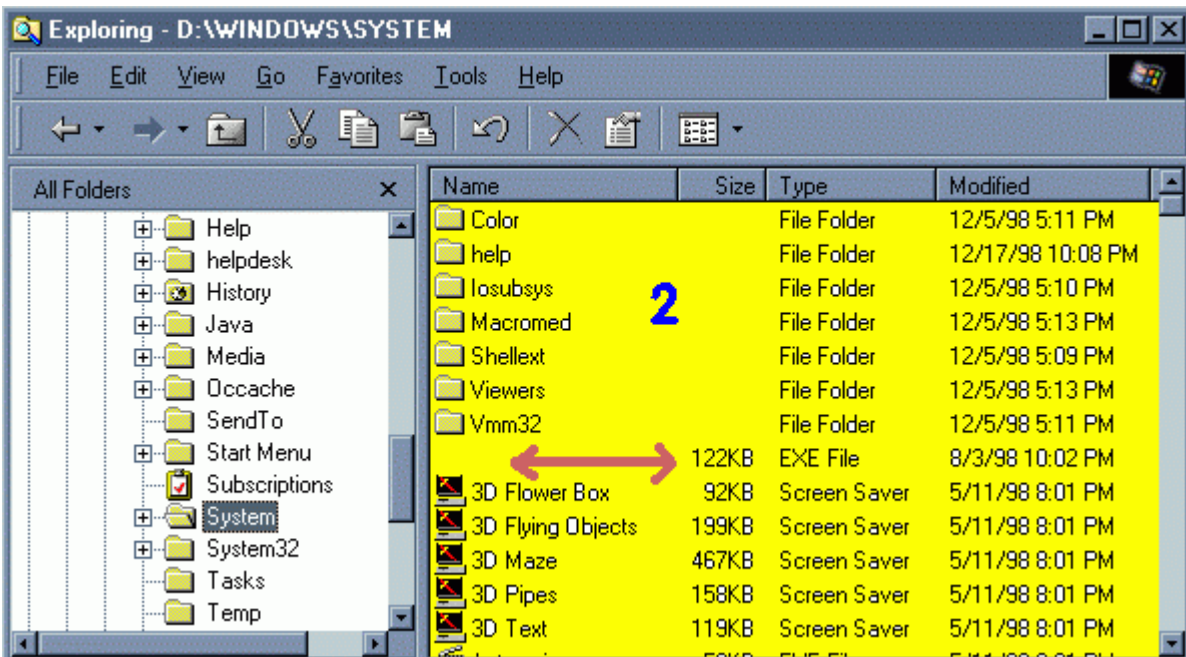 Exploring - D:\WINDOWS\SYSTEM
File Edit View Go Favorites Tools Help
All Folders
Help
helpdesk
History
Java
Media
Occache
SendTo
Start Menu
Subscriptions
System
System32
Tasks
Temp
Name Size Type Modified
Color File Folder 12/5/98 5:11 PM
help File Folder 12/17/98 10:08 PM
Iosubsys File Folder 12/5/98 5:10 PM
2
Macromed File Folder 12/5/98 5:13 PM
Shellext File Folder 12/5/98 5:09 PM
Viewers File Folder 12/5/98 5:13 PM
Vmm32 File Folder 12/5/98 5:11 PM
122KB EXE File 8/3/98 10:02 PM
3D Flower Box 92KB Screen Saver 5/11/98 8:01 PM
3D Flying Objects 199KB Screen Saver 5/11/98 8:01 PM
3D Maze 467KB Screen Saver 5/11/98 8:01 PM
3D Pipes 158KB Screen Saver 5/11/98 8:01 PM
3D Text 119KB Screen Saver 5/11/98 8:01 PM